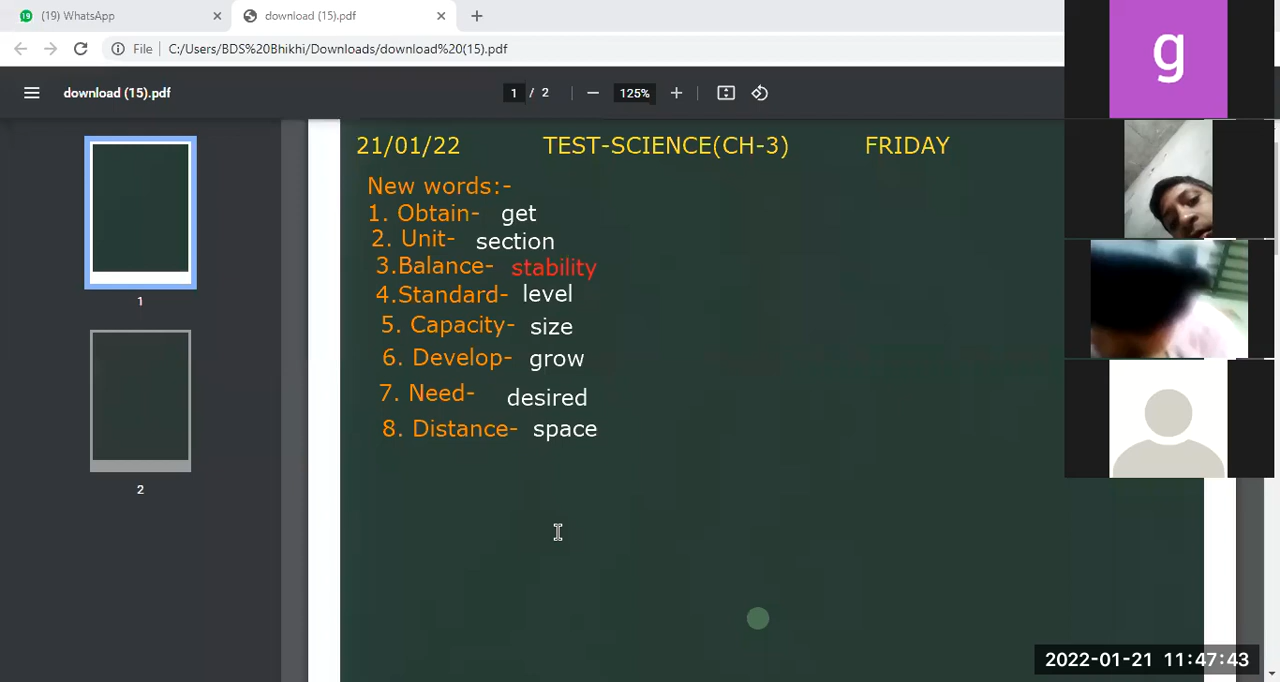 (19) WhatsApp
download (15).pdf
File C:/Users/BDS%20Bhikhi/Downloads/download%20(15).pdf
download (15).pdf
1 / 2
125%
21/01/22 TEST-SCIENCE(CH-3) FRIDAY
New words:-
1. Obtain- get
2. Unit- section
3.Balance- stability
4.Standard- level
5. Capacity- size
6. Develop- grow
7. Need- desired
8. Distance- space
1
2
g
2022-01-21 11:47:43